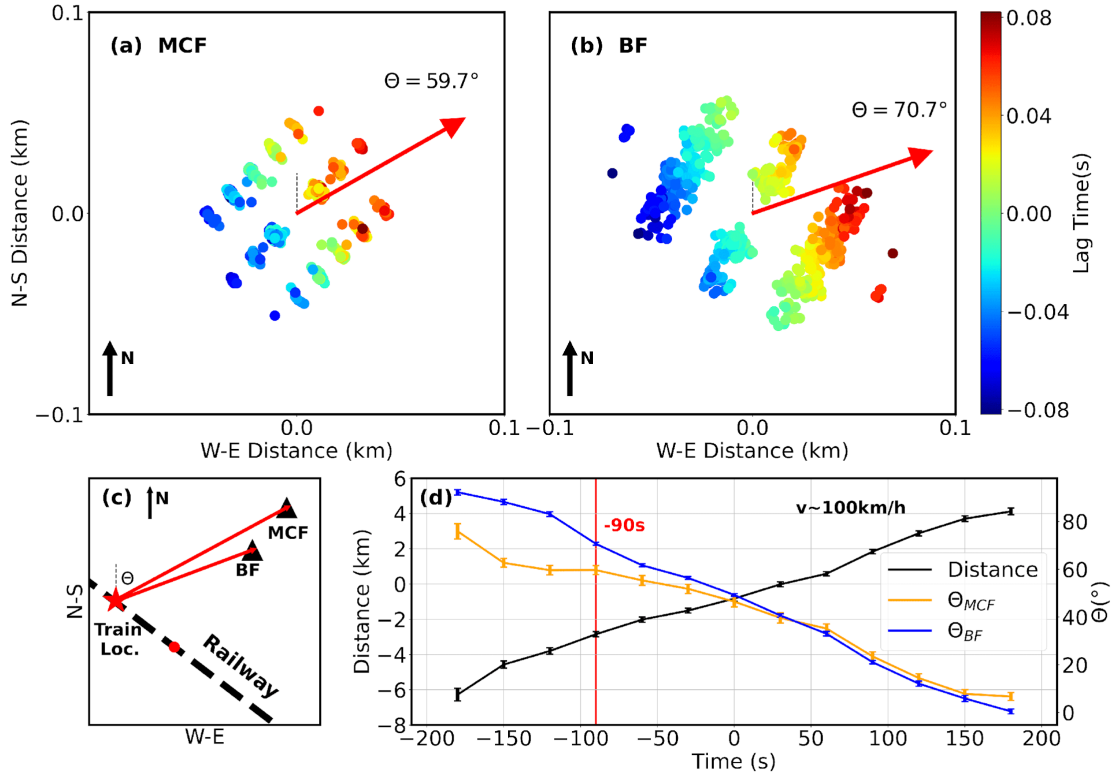 (a) MCF
Θ = 59.7°
N
0.1
0.0
−0.1
N-S Distance (km)
0.0
0.1
W-E Distance (km)
(b) BF
Θ = 70.7°
N
−0.1
0.0
0.1
W-E Distance (km)
0.08
0.04
0.00
−0.04
−0.08
Lag Time(s)
(c)
N
MCF
BF
Θ
Train
Loc.
Railway
N-S
W-E
(d)
-90s
v~100km/h
Distance
Θ_MCF
Θ_BF
6
4
2
0
−2
−4
−6
−8
Distance (km)
80
60
40
20
0
Θ(°)
−200 −150 −100 −50 0 50 100 150 200
Time (s)